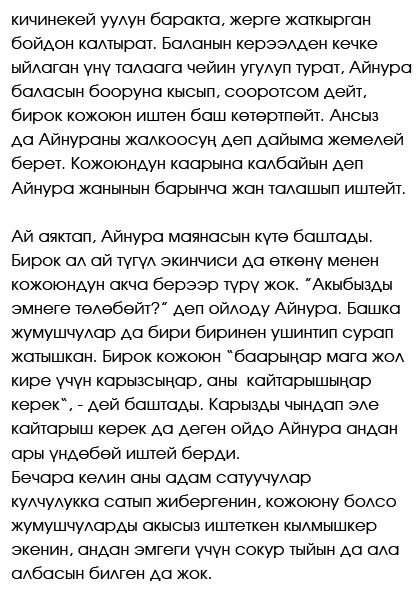 кичинекей уулун баракта, жерге жаткырган
бойдон калтырат. Баланын керээлден кечке
ыйлаган үнү талаага чейин угулуп турат, Айнура
баласын бооруна кысып, сооротсом дейт,
бирок кожоюн иштен баш көтөртпөйт. Ансыз
да Айнураны жалкоосуң деп дайыма жемелей
берет. Кожоюндун каарына калбайын деп
Айнура жанынын барынча жан талашып иштейт.

Ай аяктап, Айнура маянасын күтө баштады.
Бирок ал ай түгүл экинчиси да өткөнү менен
кожоюндун акча берээр түрү жок. "Акыбызды
эмнеге төлөбөйт?" деп ойлоду Айнура. Башка
жумушчулар да бири биринен ушинтип сурап
жатышкан. Бирок кожоюн "баарыңар мага жол
кире үчүн карызсыңар, аны  кайтарышыңар
керек", - дей баштады. Карызды чындап эле
кайтарыш керек да деген ойдо Айнура андан
ары үндөбөй иштей берди.
Бечара келин аны адам сатуучулар
кулчулукка сатып жибергенин, кожоюну болсо
жумушчуларды акысыз иштеткен кылмышкер
экенин, андан эмгеги үчүн сокур тыйын да ала
албасын билген да жок.